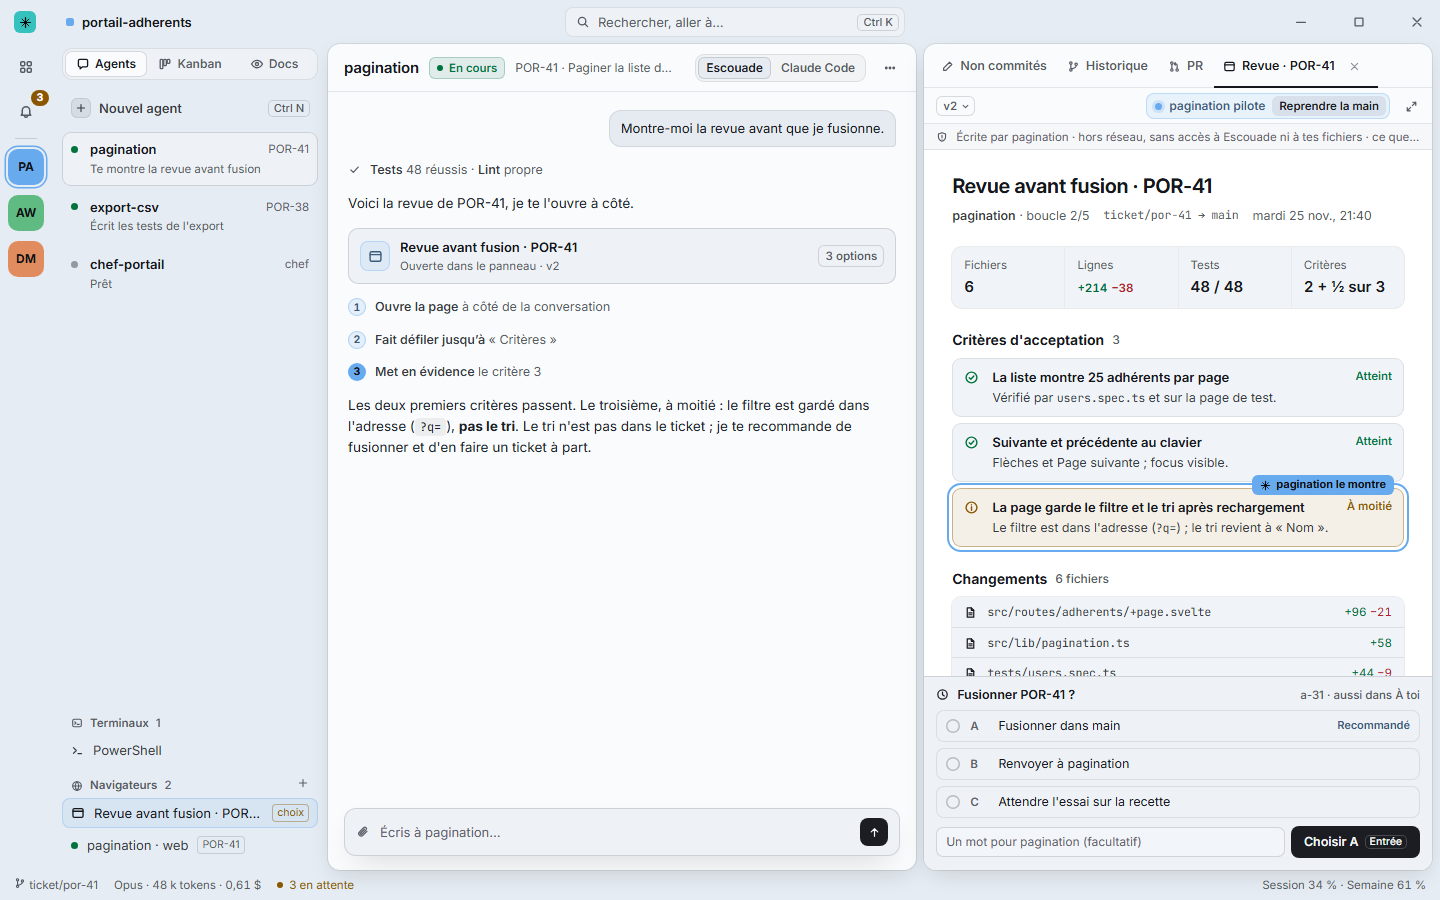 portail-adherents
Rechercher, aller à...
Ctrl K
3
PA
AW
DM
Agents
Kanban
Docs
Nouvel agent
Ctrl N
pagination
POR-41
Te montre la revue avant fusion
export-csv
POR-38
Écrit les tests de l'export
chef-portail
chef
Prêt
Terminaux 1
PowerShell
Navigateurs 2
Revue avant fusion · POR...
choix
pagination · web
POR-41
pagination
En cours
POR-41 · Paginer la liste d...
Escouade
Claude Code
Montre-moi la revue avant que je fusionne.
Tests 48 réussis · Lint propre
Voici la revue de POR-41, je te l'ouvre à côté.
Revue avant fusion · POR-41
Ouverte dans le panneau · v2
3 options
1 Ouvre la page à côté de la conversation
2 Fait défiler jusqu'à « Critères »
3 Met en évidence le critère 3
Les deux premiers critères passent. Le troisième, à moitié : le filtre est gardé dans
l'adresse ( ?q= ), pas le tri. Le tri n'est pas dans le ticket ; je te recommande de
fusionner et d'en faire un ticket à part.
Écris à pagination...
Non commités
Historique
PR
Revue · POR-41
v2
pagination pilote
Reprendre la main
Écrite par pagination · hors réseau, sans accès à Escouade ni à tes fichiers · ce que...
Revue avant fusion · POR-41
pagination · boucle 2/5 ticket/por-41 → main mardi 25 nov., 21:40
Fichiers
6
Lignes
+214 −38
Tests
48 / 48
Critères
2 + ½ sur 3
Critères d'acceptation 3
La liste montre 25 adhérents par page
Atteint
Vérifié par users.spec.ts et sur la page de test.
Suivante et précédente au clavier
Atteint
Flèches et Page suivante ; focus visible.
pagination le montre
La page garde le filtre et le tri après rechargement
À moitié
Le filtre est dans l'adresse (?q=) ; le tri revient à « Nom ».
Changements 6 fichiers
src/routes/adherents/+page.svelte
+96 −21
src/lib/pagination.ts
+58
tests/users.spec.ts
+44 −9
Fusionner POR-41 ?
a-31 · aussi dans À toi
A Fusionner dans main
Recommandé
B Renvoyer à pagination
C Attendre l'essai sur la recette
Un mot pour pagination (facultatif)
Choisir A
Entrée
ticket/por-41
Opus · 48 k tokens · 0,61 $
3 en attente
Session 34 % · Semaine 61 %